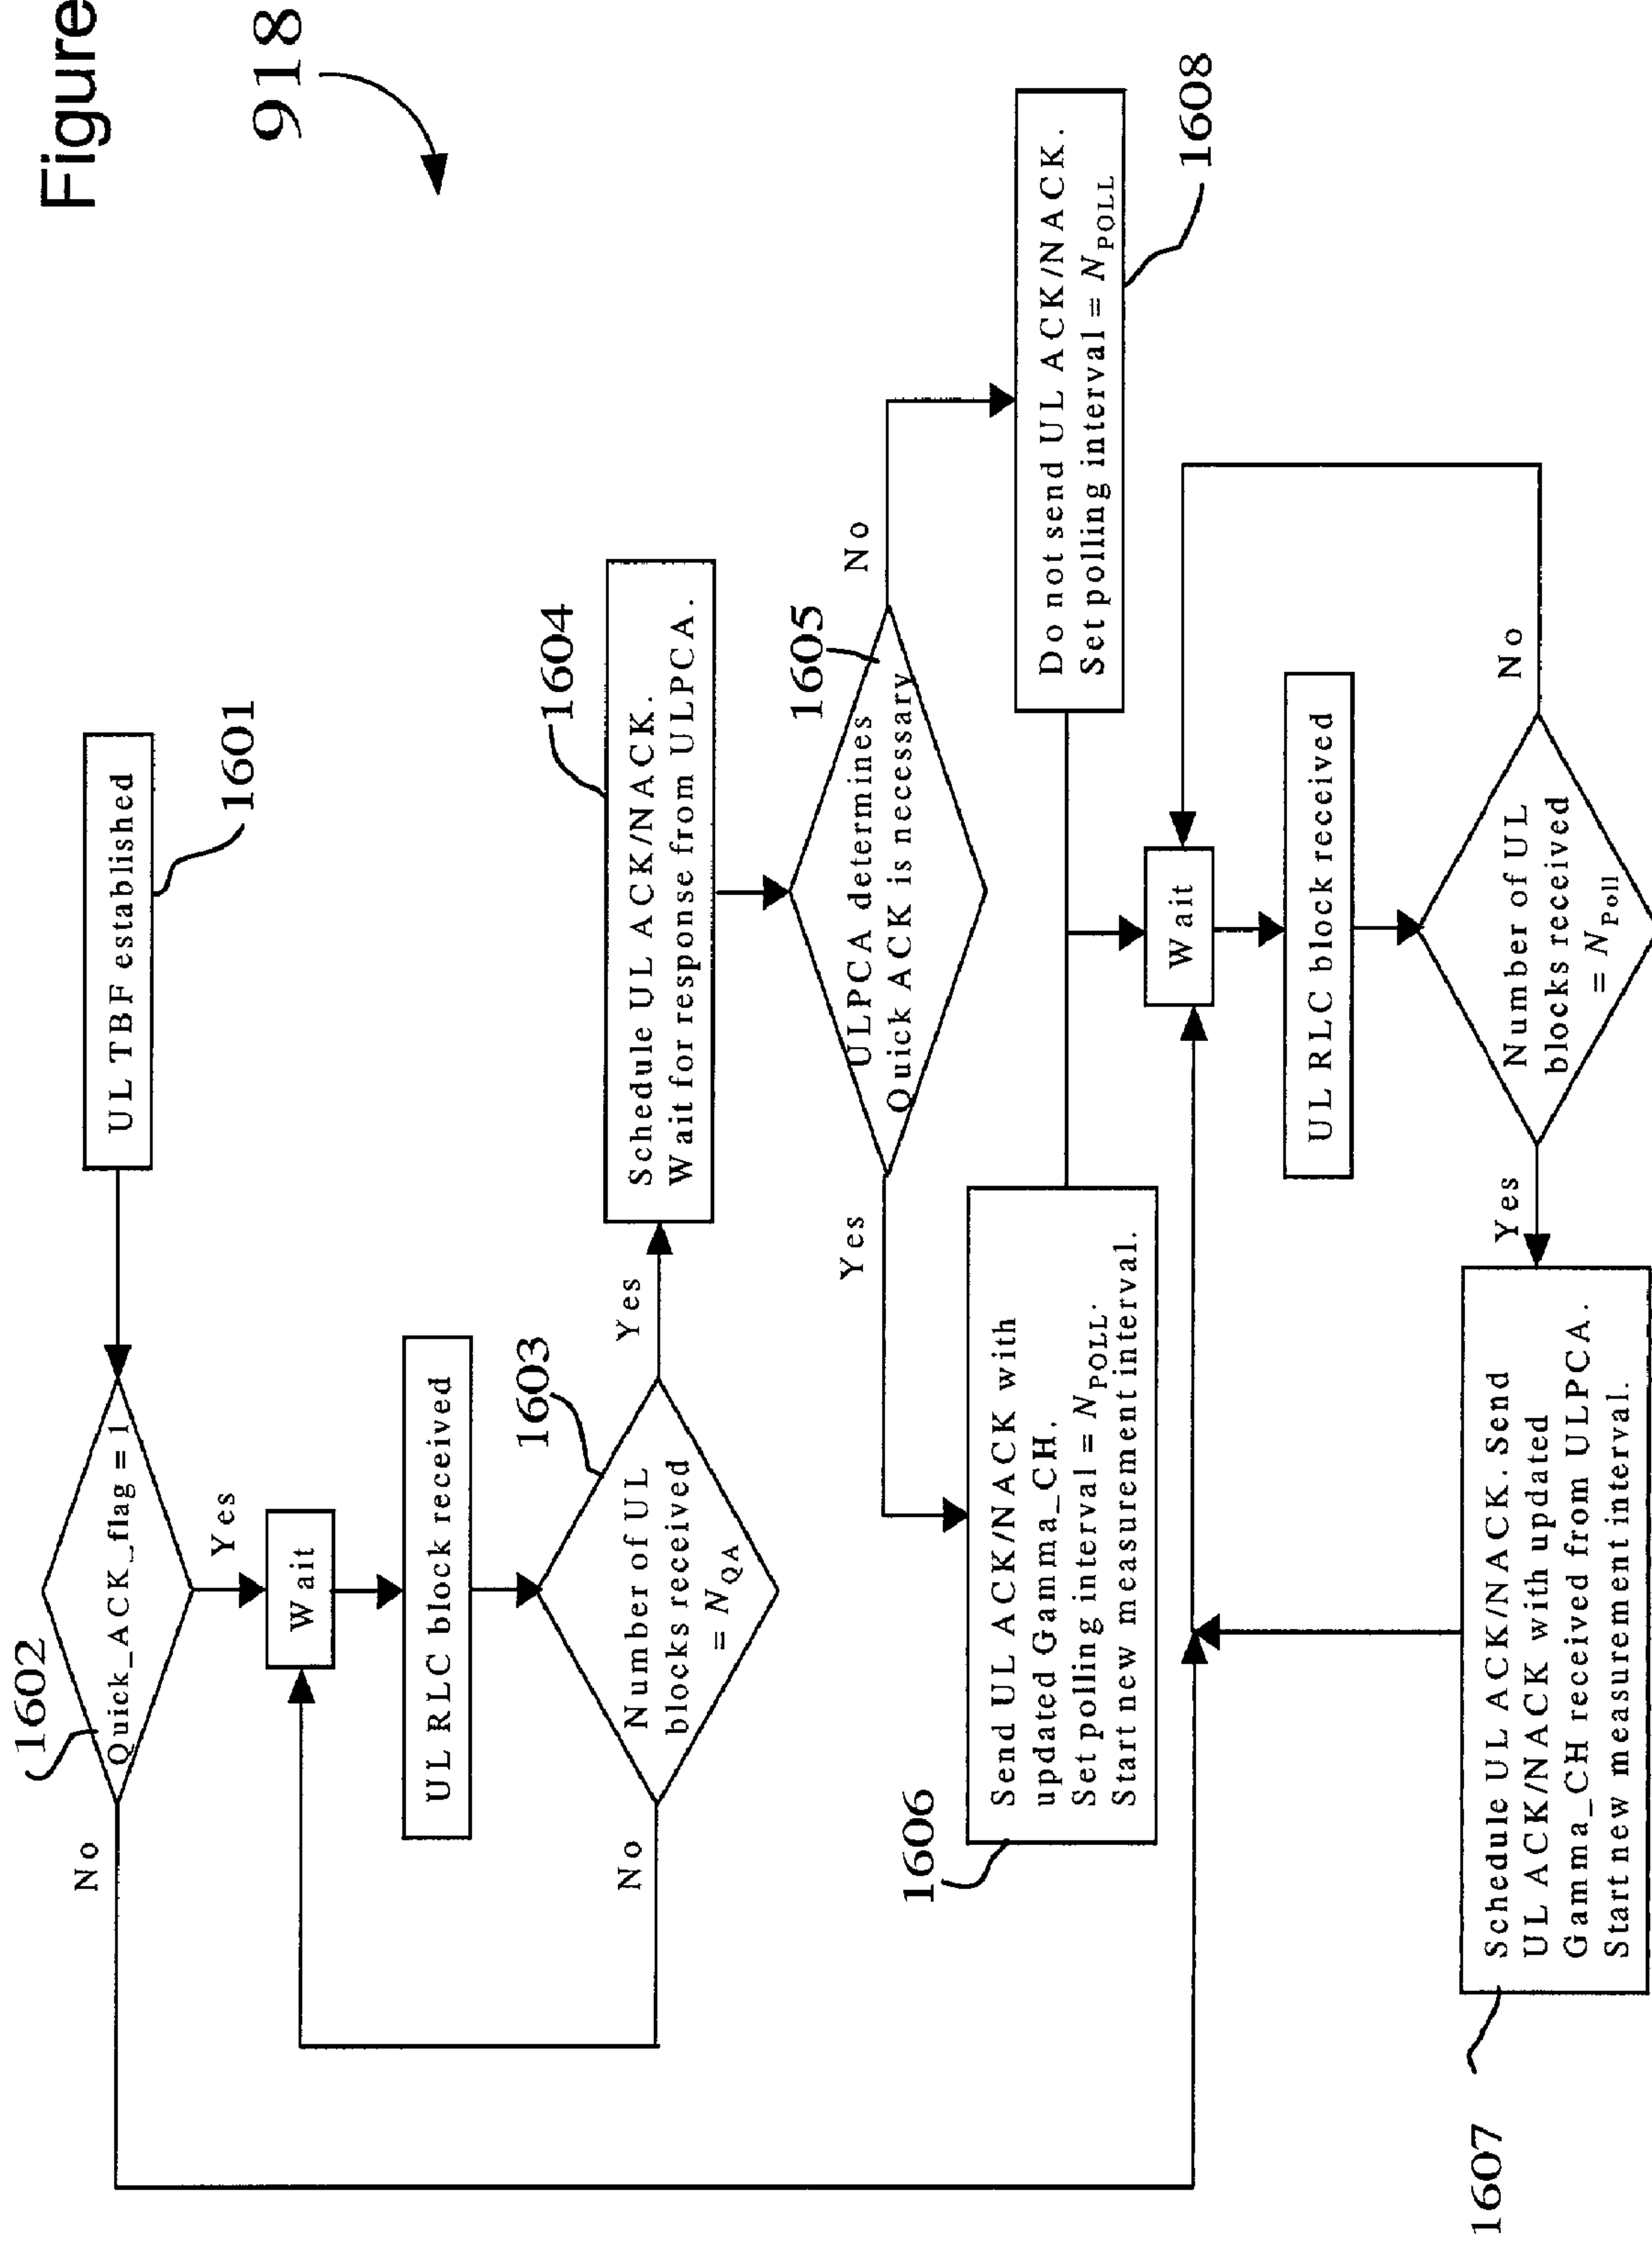 Figure
918
UL TBF established
1601
1602
Quick_ACK_flag = 1
No
Yes
Wait
UL RLC block received
1603
Number of UL
blocks received
= N_QA
No
Yes
1604
Schedule UL ACK/NACK.
Wait for response from ULPCA.
1605
ULPCA determines
Quick ACK is necessary
Yes
No
1606
Send UL ACK/NACK with
updated Gamma_CH.
Set polling interval = N_POLL.
Start new measurement interval.
Do not send UL ACK/NACK.
Set polling interval = N_POLL
1608
Wait
UL RLC block received
Number of UL
blocks received
= N_Poll
No
Yes
1607
Schedule UL ACK/NACK. Send
UL ACK/NACK with updated
Gamma_CH received from ULPCA.
Start new measurement interval.